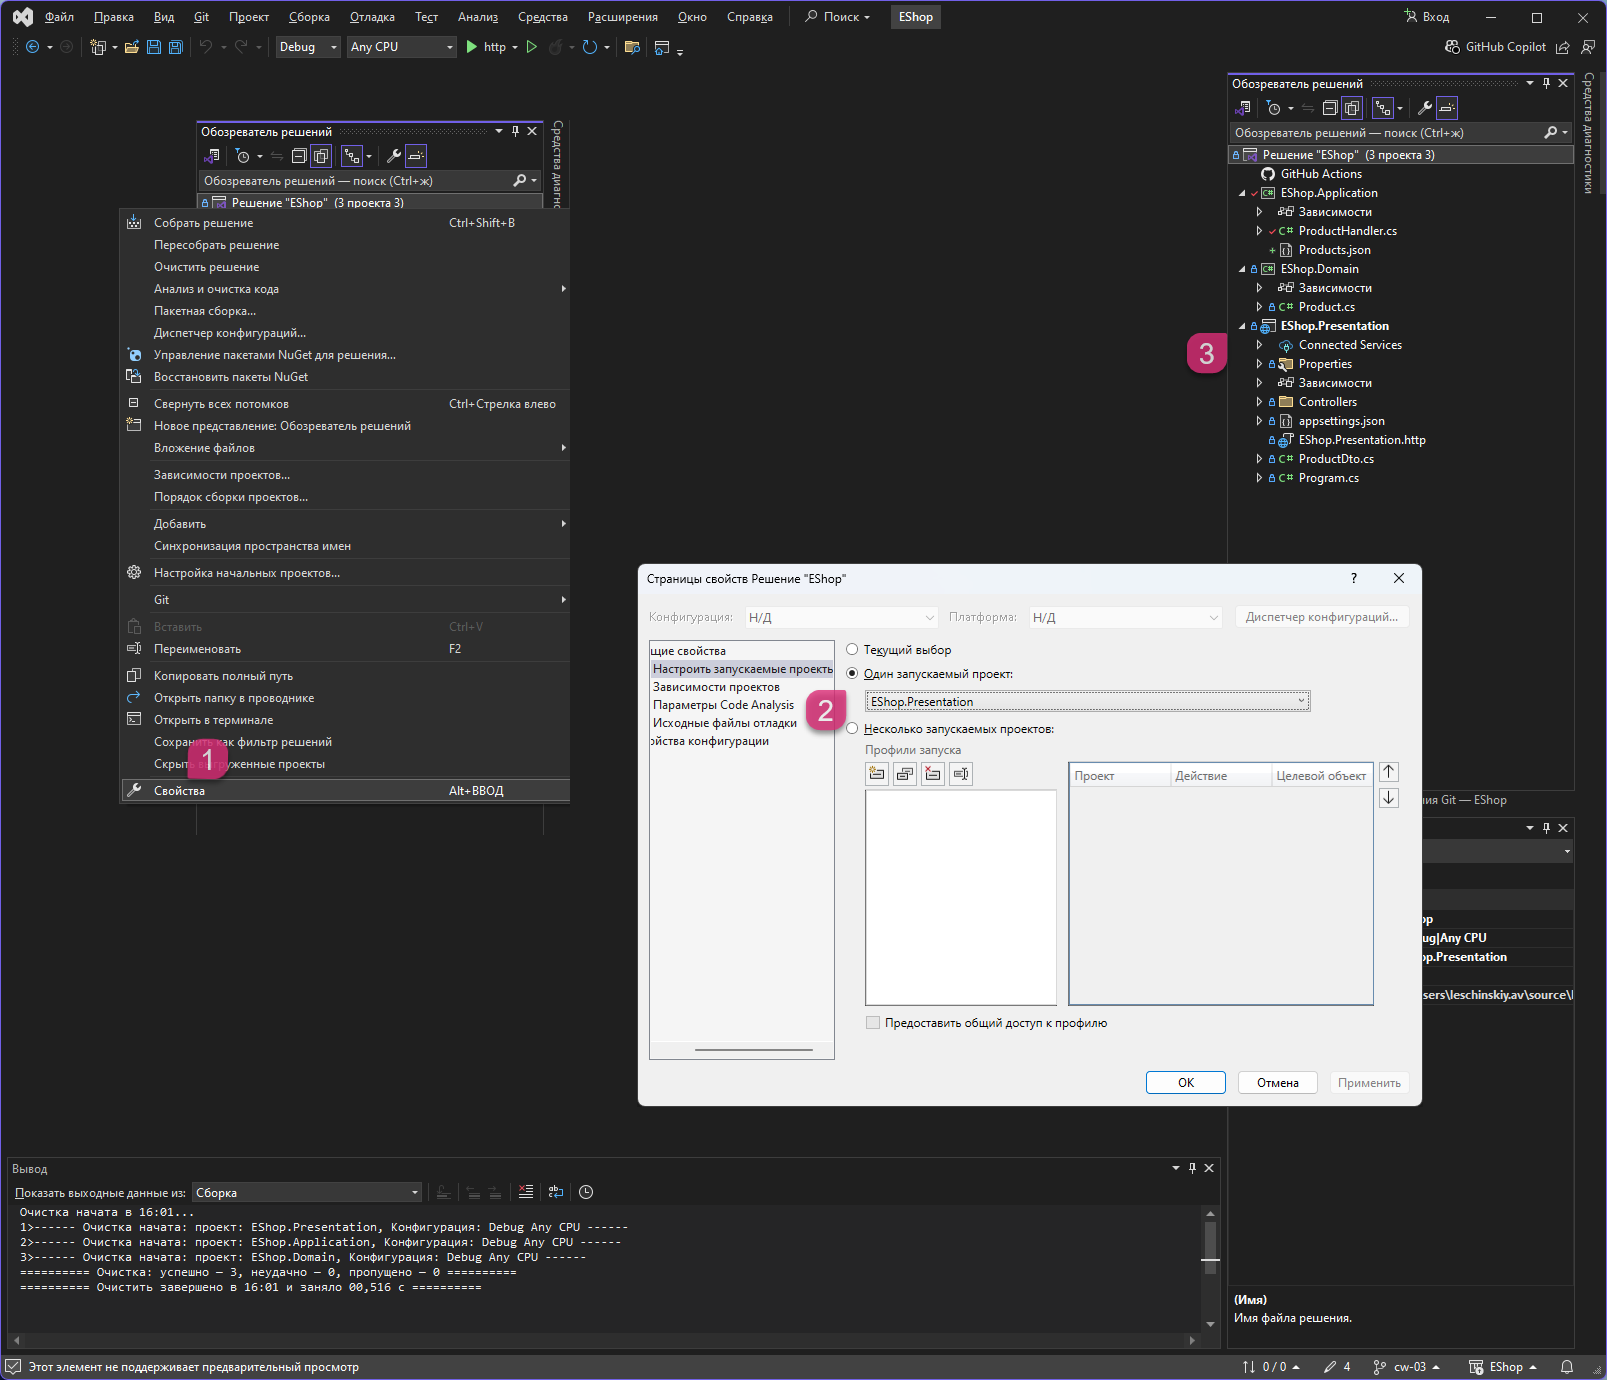 Файл Правка Вид Git Проект Сборка Отладка Тест Анализ Средства Расширения Окно Справка Поиск EShop Вход
Debug Any CPU http GitHub Copilot
Обозреватель решений
Обозреватель решений — поиск (Ctrl+ж)
Решение "EShop" (3 проекта 3)
Собрать решение Ctrl+Shift+B
Пересобрать решение
Очистить решение
Анализ и очистка кода
Пакетная сборка...
Диспетчер конфигураций...
Управление пакетами NuGet для решения...
Восстановить пакеты NuGet
Свернуть всех потомков Ctrl+Стрелка влево
Новое представление: Обозреватель решений
Вложение файлов
Зависимости проектов...
Порядок сборки проектов...
Добавить
Синхронизация пространства имен
Настройка начальных проектов...
Git
Вставить Ctrl+V
Переименовать F2
Копировать полный путь
Открыть папку в проводнике
Открыть в терминале
Сохранить как фильтр решений
1
Скрыть выгруженные проекты
Свойства Alt+ВВОД
Средства диагно
Обозреватель решений
Обозреватель решений — поиск (Ctrl+ж)
Решение "EShop" (3 проекта 3)
GitHub Actions
EShop.Application
Зависимости
C# ProductHandler.cs
Products.json
EShop.Domain
Зависимости
C# Product.cs
EShop.Presentation
3
Connected Services
Properties
Зависимости
Controllers
appsettings.json
EShop.Presentation.http
C# ProductDto.cs
C# Program.cs
Средства диагностики
Страницы свойств Решение "EShop" ?
Конфигурация: Н/Д Платформа: Н/Д Диспетчер конфигураций...
щие свойства
Настроить запускаемые проекть
Зависимости проектов
Параметры Code Analysis
Исходные файлы отладки
ойства конфигурации
Текущий выбор
Один запускаемый проект:
2
EShop.Presentation
Несколько запускаемых проектов:
Профили запуска
Проект Действие Целевой объект
Предоставить общий доступ к профилю
ОК Отмена Применить
ия Git — EShop
op
ug|Any CPU
op.Presentation
sers\leschinskiy.av\source\
(Имя)
Имя файла решения.
Вывод
Показать выходные данные из: Сборка
Очистка начата в 16:01...
1>------ Очистка начата: проект: EShop.Presentation, Конфигурация: Debug Any CPU ------
2>------ Очистка начата: проект: EShop.Application, Конфигурация: Debug Any CPU ------
3>------ Очистка начата: проект: EShop.Domain, Конфигурация: Debug Any CPU ------
========== Очистка: успешно — 3, неудачно — 0, пропущено — 0 ==========
========== Очистить завершено в 16:01 и заняло 00,516 с ==========
Этот элемент не поддерживает предварительный просмотр 0 / 0 4 cw-03 EShop